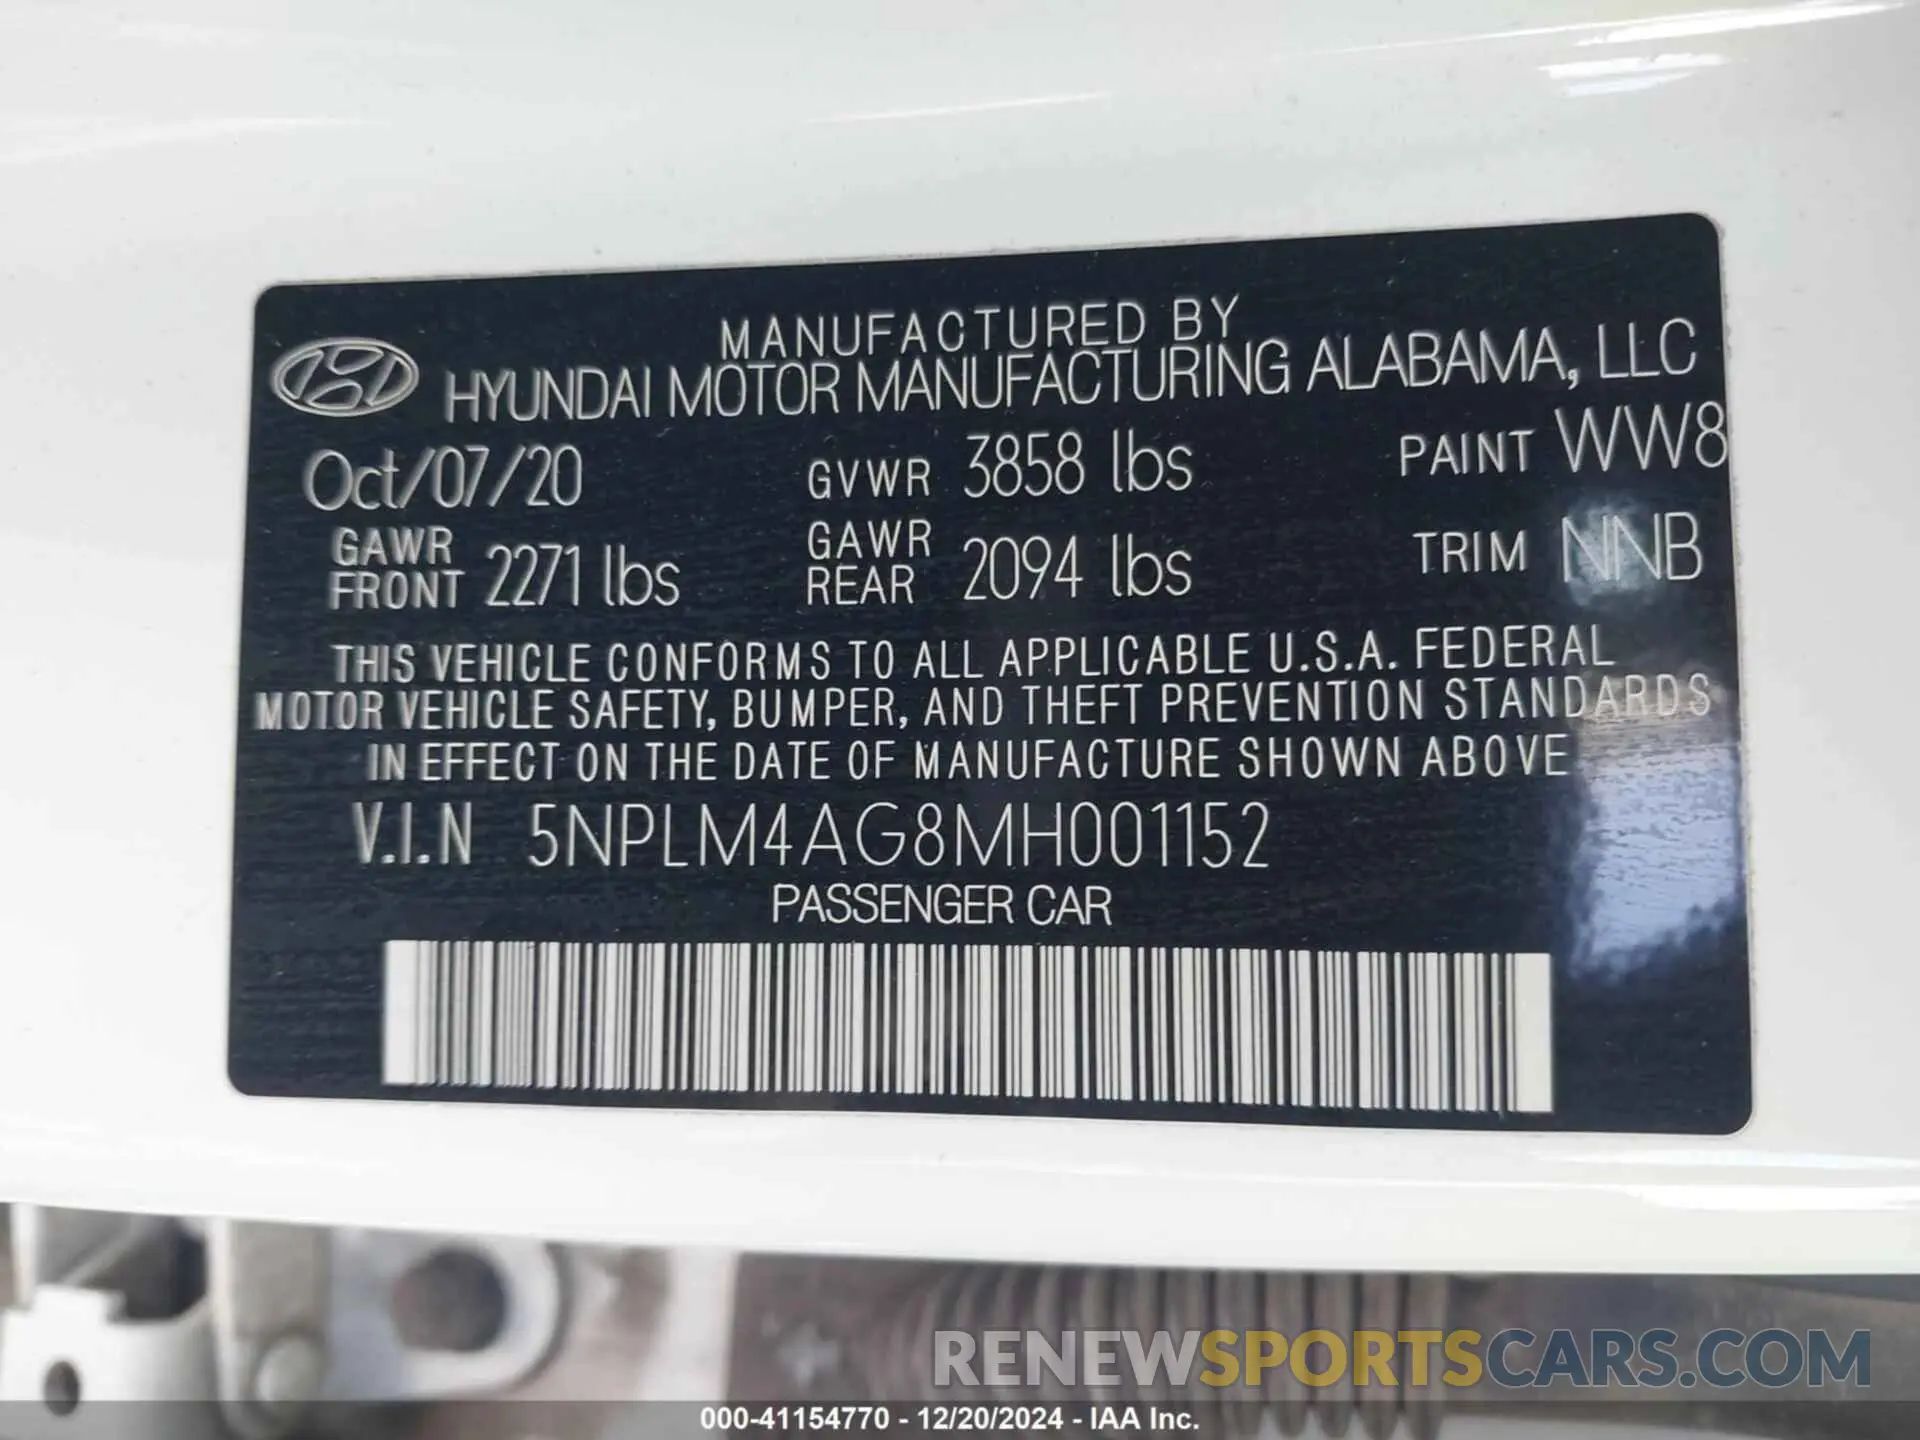 MANUFACTURED BY
HYUNDAI MOTOR MANUFACTURING ALABAMA, LLC
Oct/07/20 GVWR 3858 lbs PAINT WW8
GAWR FRONT 2271 lbs GAWR REAR 2094 lbs TRIM NNB
THIS VEHICLE CONFORMS TO ALL APPLICABLE U.S.A. FEDERAL
MOTOR VEHICLE SAFETY, BUMPER, AND THEFT PREVENTION STANDARDS
IN EFFECT ON THE DATE OF MANUFACTURE SHOWN ABOVE
V.I.N 5NPLM4AG8MH001152
PASSENGER CAR
RENEWSPORTSCARS.COM
000-41154770 - 12/20/2024 - IAA Inc.